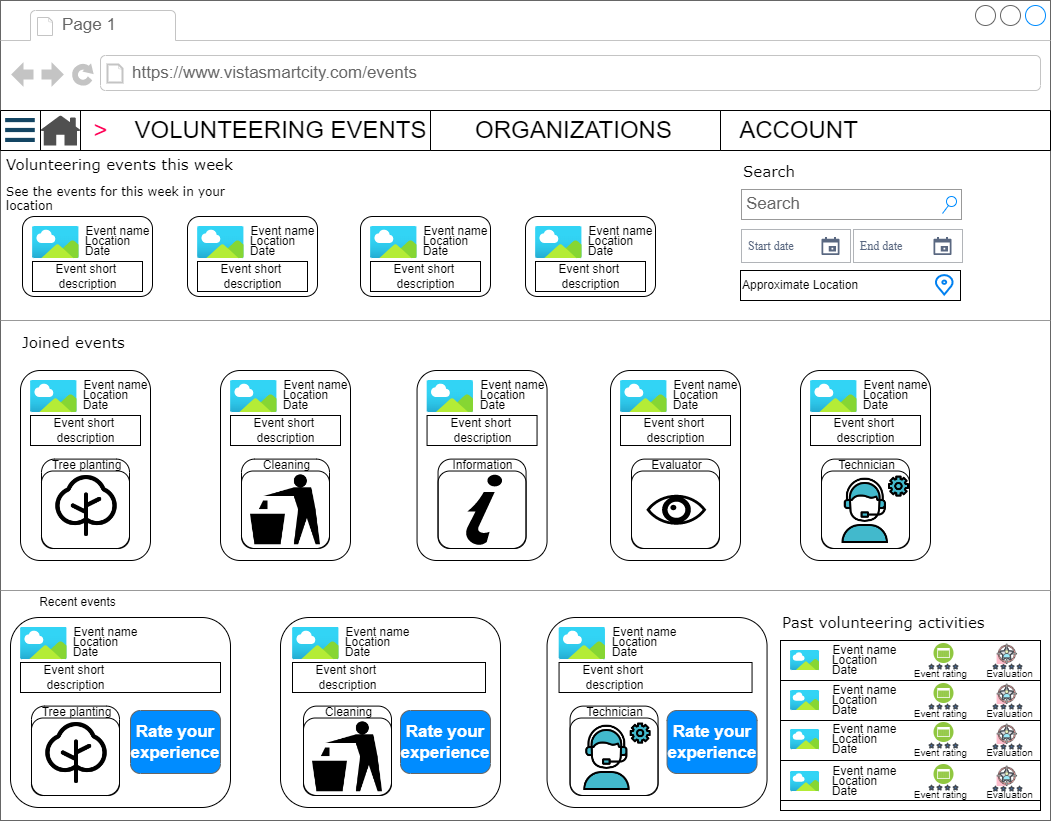 Page 1
https://www.vistasmartcity.com/events
> VOLUNTEERING EVENTS ORGANIZATIONS ACCOUNT
Volunteering events this week
See the events for this week in your
location
Event name
Location
Date
Event short
description
Event name
Location
Date
Event short
description
Event name
Location
Date
Event short
description
Event name
Location
Date
Event short
description
Search
Search
Start date
End date
Approximate Location
Joined events
Event name
Location
Date
Event short
description
Tree planting
Event name
Location
Date
Event short
description
Cleaning
Event name
Location
Date
Event short
description
Information
Event name
Location
Date
Event short
description
Evaluator
Event name
Location
Date
Event short
description
Technician
Recent events
Event name
Location
Date
Event short
description
Tree planting
Rate your
experience
Event name
Location
Date
Event short
description
Cleaning
Rate your
experience
Event name
Location
Date
Event short
description
Technician
Rate your
experience
Past volunteering activities
Event name
Location
Date
Event rating
Evaluation
Event name
Location
Date
Event rating
Evaluation
Event name
Location
Date
Event rating
Evaluation
Event name
Location
Date
Event rating
Evaluation